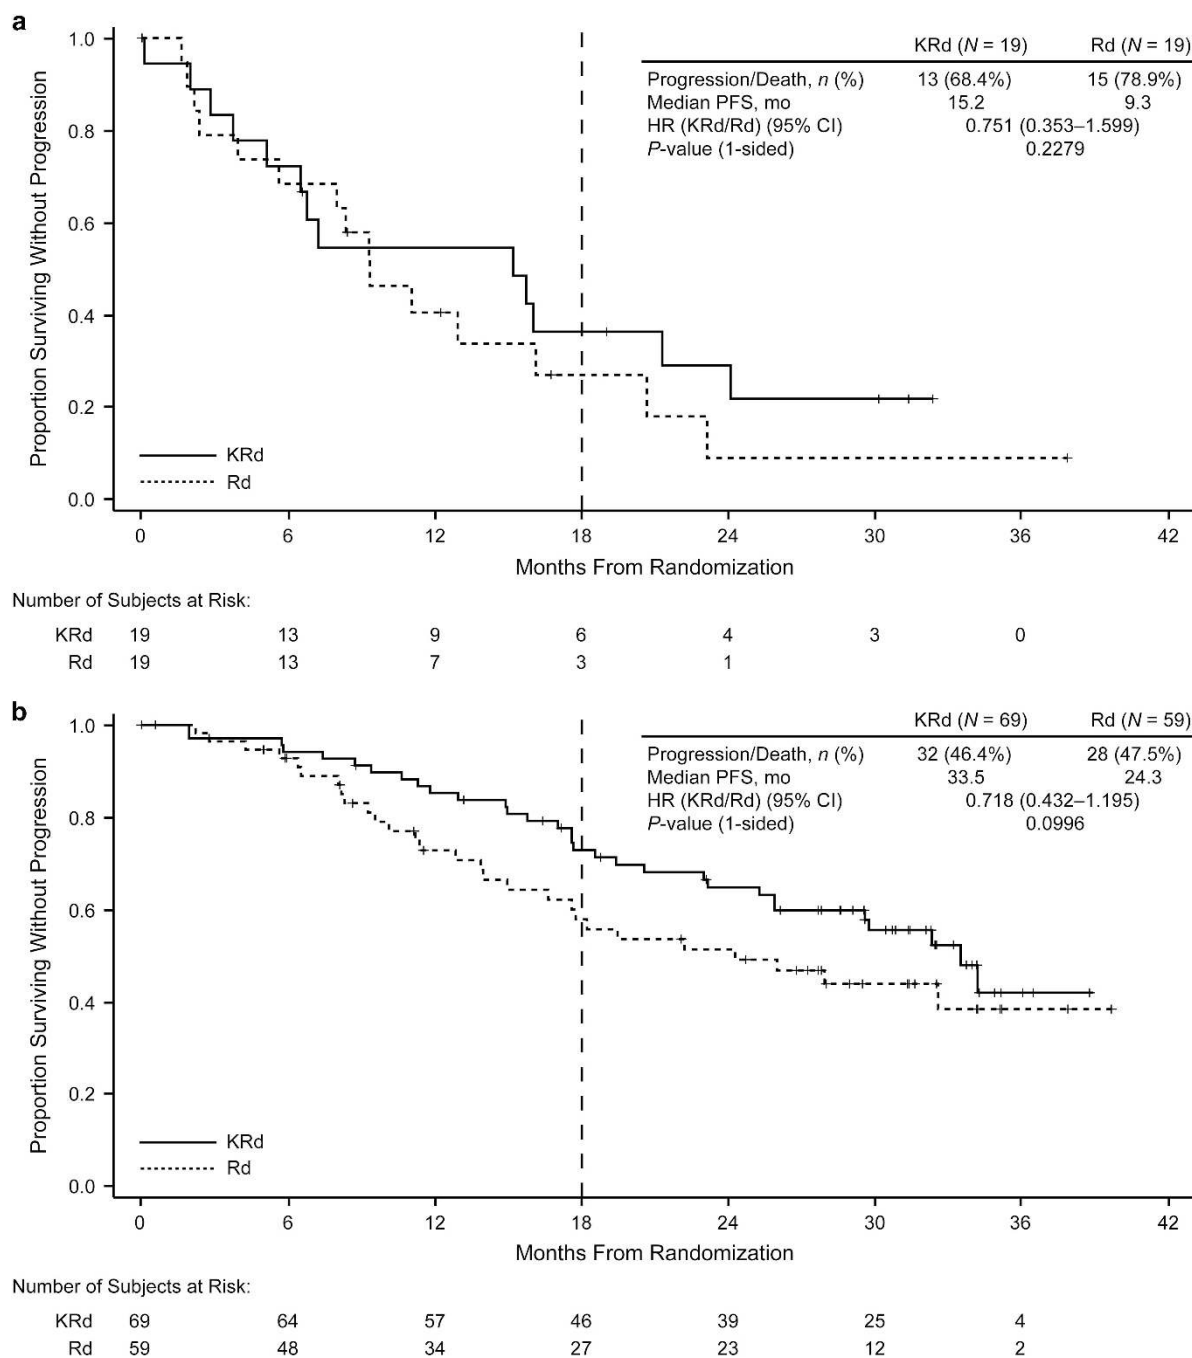 a
KRd (N = 19) Rd (N = 19)
Progression/Death, n (%) 13 (68.4%) 15 (78.9%)
Median PFS, mo 15.2 9.3
HR (KRd/Rd) (95% CI) 0.751 (0.353–1.599)
P-value (1-sided) 0.2279
Proportion Surviving Without Progression
1.0
0.8
0.6
0.4
0.2
0.0
KRd
Rd
0 6 12 18 24 30 36 42
Months From Randomization
Number of Subjects at Risk:
KRd 19 13 9 6 4 3 0
Rd 19 13 7 3 1
b
KRd (N = 69) Rd (N = 59)
Progression/Death, n (%) 32 (46.4%) 28 (47.5%)
Median PFS, mo 33.5 24.3
HR (KRd/Rd) (95% CI) 0.718 (0.432–1.195)
P-value (1-sided) 0.0996
Proportion Surviving Without Progression
1.0
0.8
0.6
0.4
0.2
0.0
KRd
Rd
0 6 12 18 24 30 36 42
Months From Randomization
Number of Subjects at Risk:
KRd 69 64 57 46 39 25 4
Rd 59 48 34 27 23 12 2